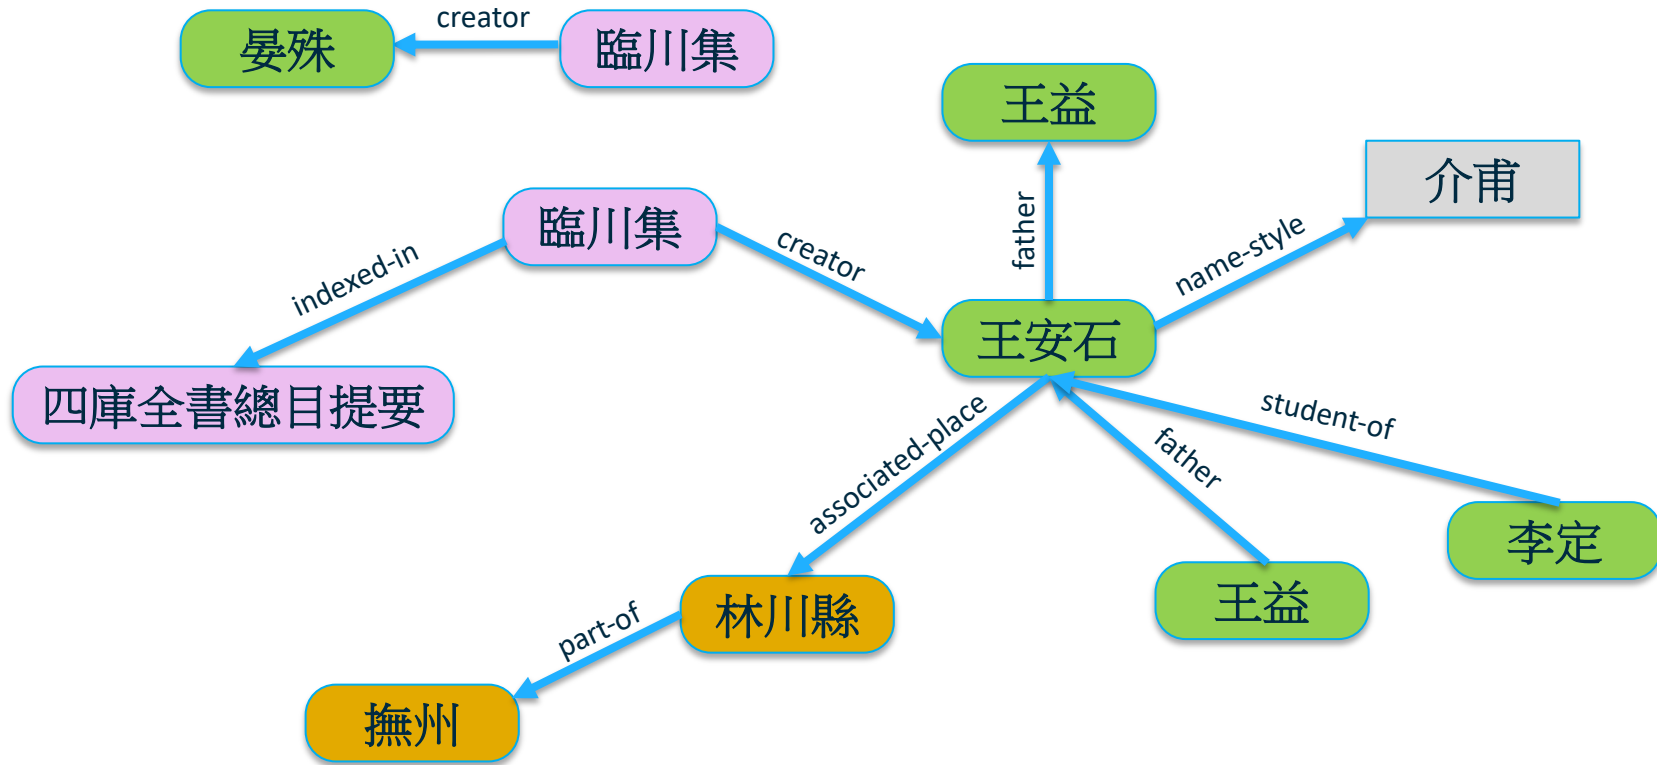 creator
晏殊
臨川集
王益
介甫
father
臨川集
creator
name-style
indexed-in
王安石
四庫全書總目提要
associated-place
student-of
father
李定
林川縣
王益
part-of
撫州